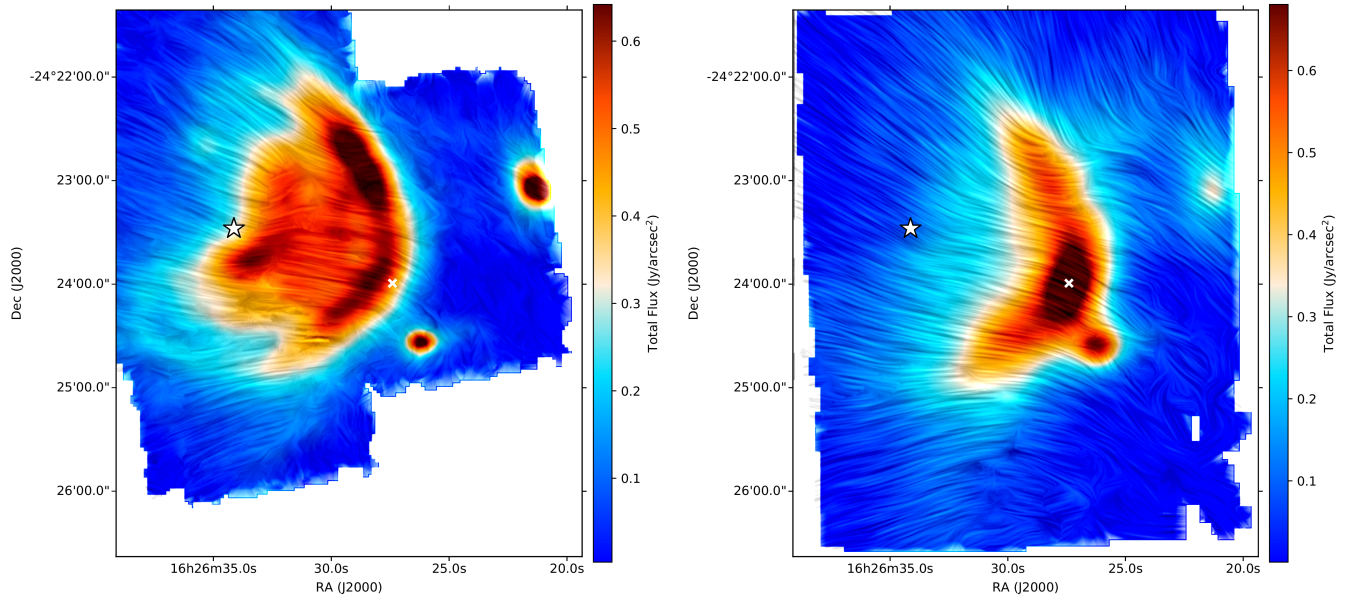 -24°22'00.0"
23'00.0"
24'00.0"
25'00.0"
26'00.0"
Dec (J2000)
16h26m35.0s
30.0s
25.0s
20.0s
RA (J2000)
0.6
0.5
0.4
0.3
0.2
0.1
Total Flux (Jy/arcsec²)
-24°22'00.0"
23'00.0"
24'00.0"
25'00.0"
26'00.0"
Dec (J2000)
16h26m35.0s
30.0s
25.0s
20.0s
RA (J2000)
0.6
0.5
0.4
0.3
0.2
0.1
Total Flux (Jy/arcsec²)